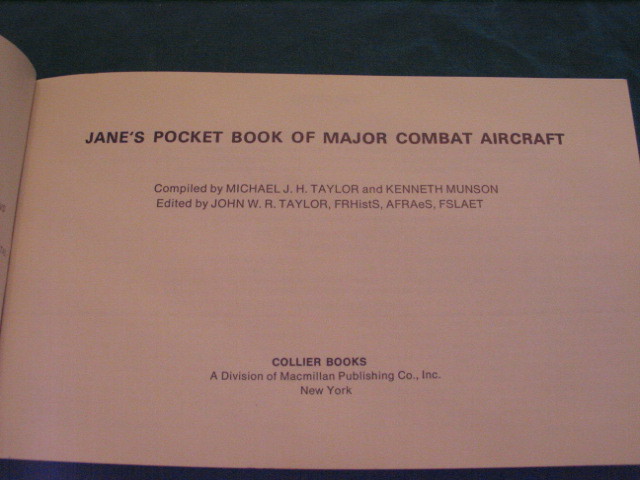 JANE'S POCKET BOOK OF MAJOR COMBAT AIRCRAFT
Compiled by MICHAEL J. H. TAYLOR and KENNETH MUNSON
Edited by JOHN W. R. TAYLOR, FRHistS, AFRAeS, FSLAET
COLLIER BOOKS
A Division of Macmillan Publishing Co., Inc.
New York